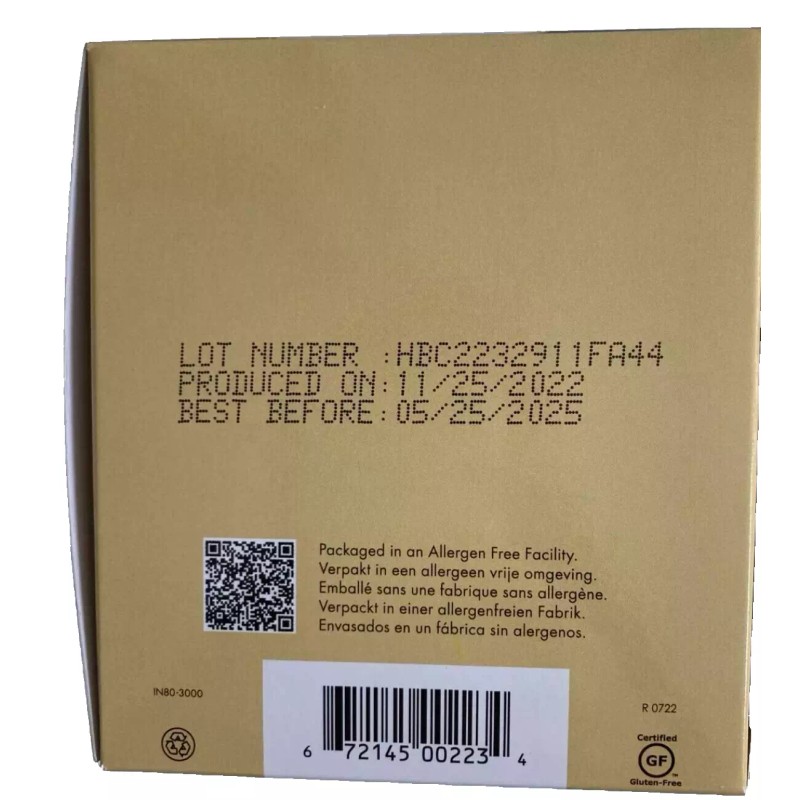 LOT NUMBER :HBC2232911FA44
PRODUCED ON:11/25/2022
BEST BEFORE:05/25/2025
Packaged in an Allergen Free Facility.
Verpakt in een allergeen vrije omgeving.
Emballé sans une fabrique sans allergène.
Verpackt in einer allergenfreien Fabrik.
Envasados en un fábrica sin alergenos.
IN80-3000
R 0722
6 72145 00223 4
Certified
GF
™
Gluten-Free